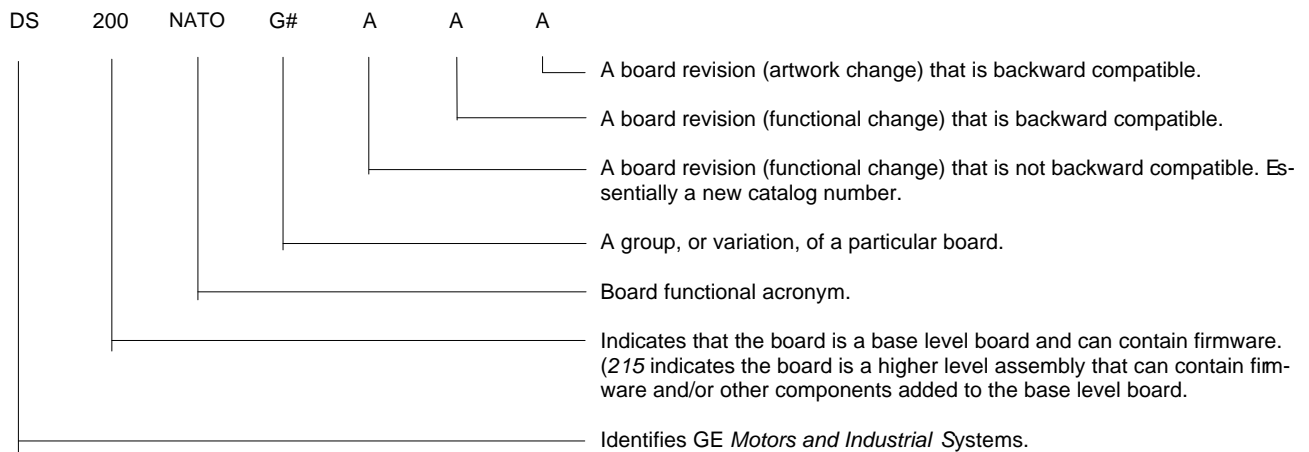 DS 200 NATO G# A A A
A board revision (artwork change) that is backward compatible.
A board revision (functional change) that is backward compatible.
A board revision (functional change) that is not backward compatible. Es-
sentially a new catalog number.
A group, or variation, of a particular board.
Board functional acronym.
Indicates that the board is a base level board and can contain firmware.
(215 indicates the board is a higher level assembly that can contain firm-
ware and/or other components added to the base level board.
Identifies GE Motors and Industrial Systems.